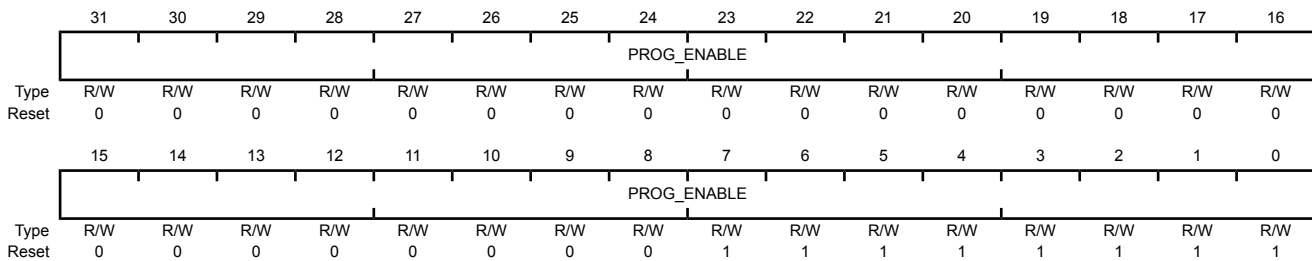 31 30 29 28 27 26 25 24 23 22 21 20 19 18 17 16
PROG_ENABLE
Type R/W R/W R/W R/W R/W R/W R/W R/W R/W R/W R/W R/W R/W R/W R/W R/W
Reset 0 0 0 0 0 0 0 0 0 0 0 0 0 0 0 0
15 14 13 12 11 10 9 8 7 6 5 4 3 2 1 0
PROG_ENABLE
Type R/W R/W R/W R/W R/W R/W R/W R/W R/W R/W R/W R/W R/W R/W R/W R/W
Reset 0 0 0 0 0 0 0 0 1 1 1 1 1 1 1 1